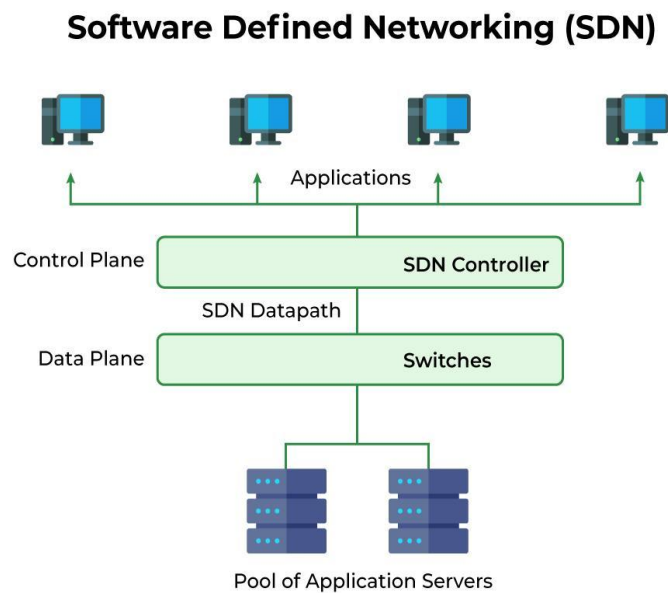 Software Defined Networking (SDN)
Applications
Control Plane
SDN Controller
SDN Datapath
Data Plane
Switches
Pool of Application Servers